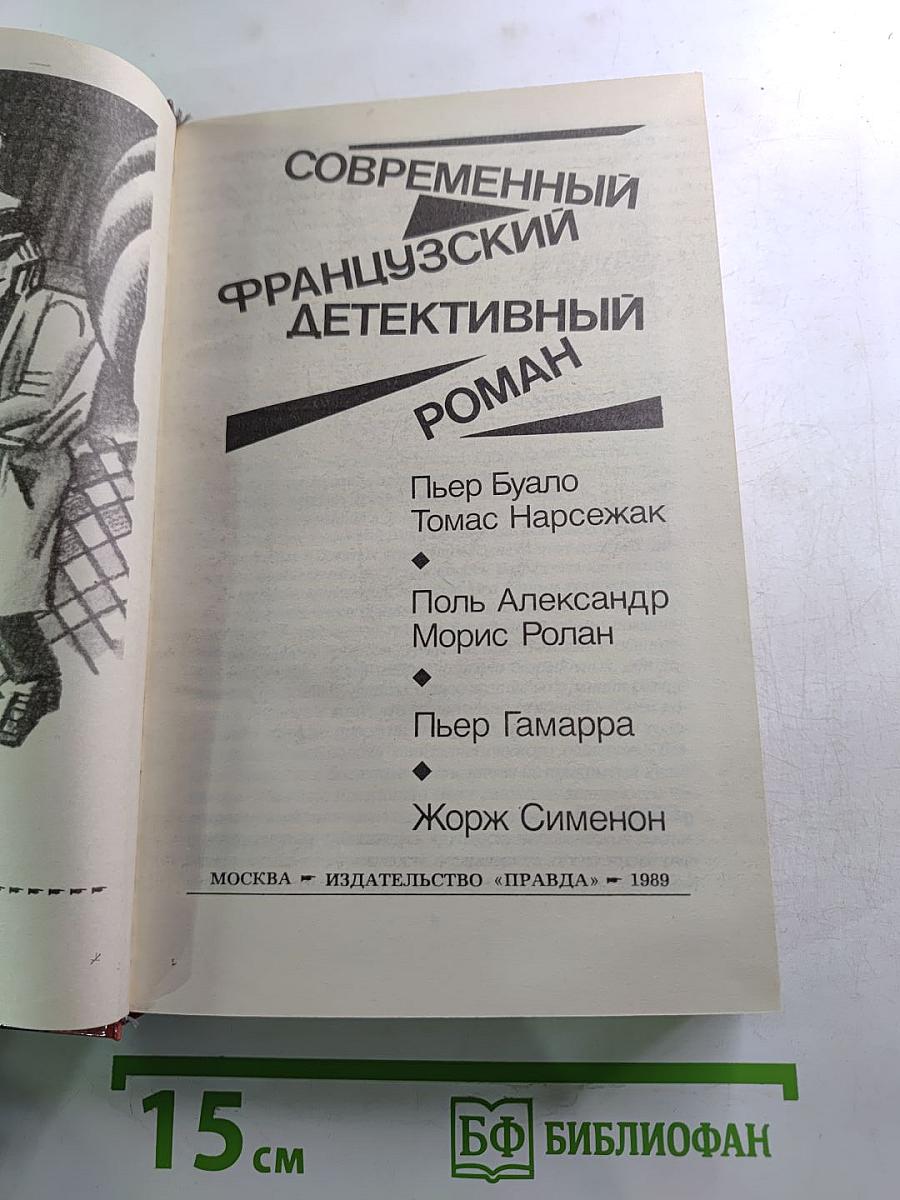 СОВРЕМЕННЫЙ
ФРАНЦУЗСКИЙ
ДЕТЕКТИВНЫЙ
РОМАН
Пьер Буало
Томас Нарсежак
Поль Александр
Морис Ролан
Пьер Гамарра
Жорж Сименон
МОСКВА ИЗДАТЕЛЬСТВО «ПРАВДА» 1989
15 см
БФ БИБЛИОФАН